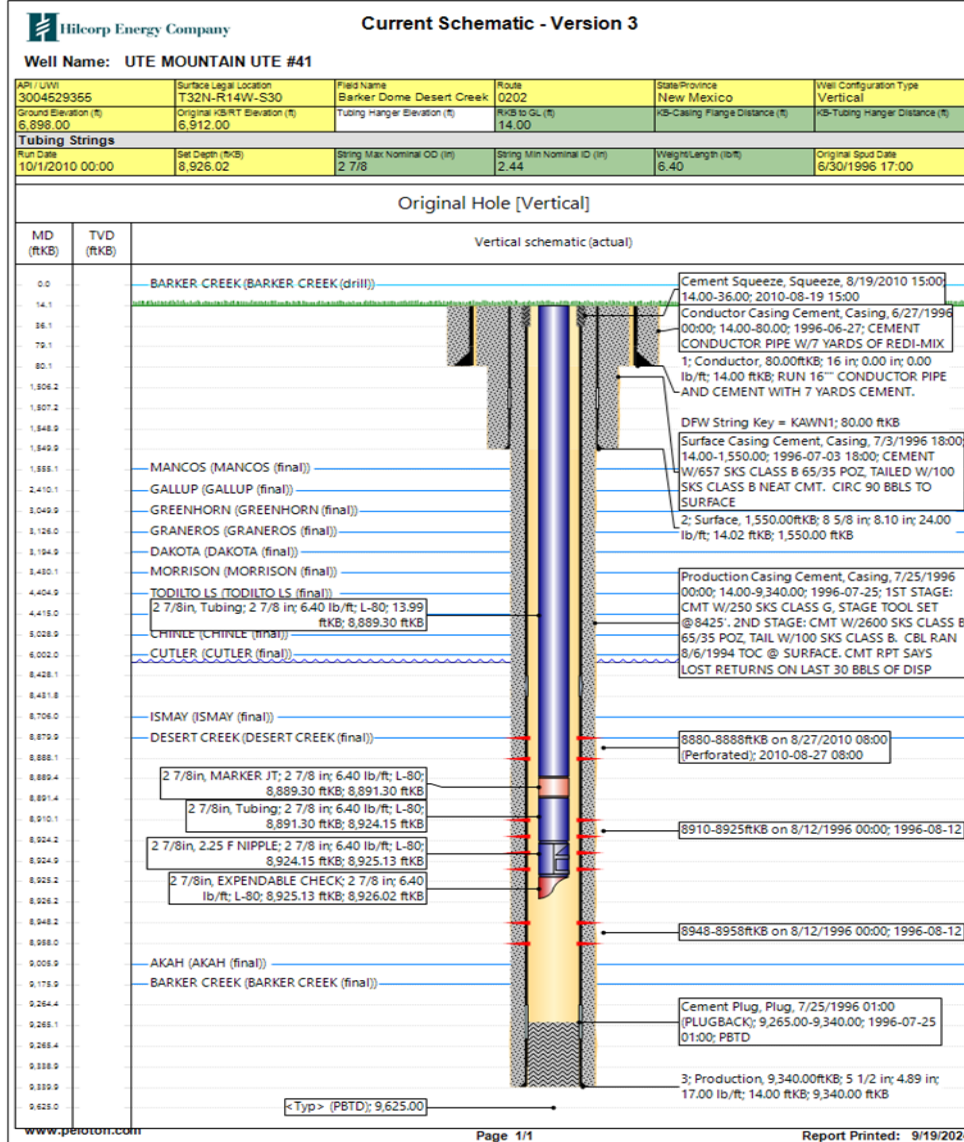 Hilcorp Energy Company
Current Schematic - Version 3
Well Name: UTE MOUNTAIN UTE #41
API / UWI
3004529355
Surface Legal Location
T32N-R14W-S30
Field Name
Barker Dome Desert Creek
Route
0202
State/Province
New Mexico
Well Configuration Type
Vertical
Ground Elevation (ft)
6,898.00
Original KB/RT Elevation (ft)
6,912.00
Tubing Hanger Elevation (ft)
RKB to GL (ft)
14.00
KB-Casing Flange Distance (ft)
KB-Tubing Hanger Distance (ft)
Tubing Strings
Run Date
10/1/2010 00:00
Set Depth (ftKB)
8,926.02
String Max Nominal OD (in)
2 7/8
String Min Nominal ID (in)
2.44
Weight/Length (lb/ft)
6.40
Original Spud Date
6/30/1996 17:00
Original Hole [Vertical]
MD
(ftKB)
TVD
(ftKB)
Vertical schematic (actual)
0.0
14.1
36.1
79.1
80.1
1,506.2
1,507.2
1,548.9
1,549.9
1,555.1
2,410.1
3,049.9
3,126.0
3,194.9
3,430.1
4,404.9
4,415.0
5,028.9
6,002.0
8,428.1
8,431.8
8,706.0
8,879.9
8,888.1
8,889.4
8,891.4
8,910.1
8,924.2
8,924.9
8,925.2
8,926.2
8,948.2
8,958.0
9,005.9
9,175.9
9,264.4
9,265.1
9,265.4
9,338.9
9,339.9
9,625.0
BARKER CREEK (BARKER CREEK (drill))
MANCOS (MANCOS (final))
GALLUP (GALLUP (final))
GREENHORN (GREENHORN (final))
GRANEROS (GRANEROS (final))
DAKOTA (DAKOTA (final))
MORRISON (MORRISON (final))
TODILTO LS (TODILTO LS (final))
2 7/8in, Tubing; 2 7/8 in; 6.40 lb/ft; L-80; 13.99
ftKB; 8,889.30 ftKB
CHINLE (CHINLE (final))
CUTLER (CUTLER (final))
ISMAY (ISMAY (final))
DESERT CREEK (DESERT CREEK (final))
2 7/8in, MARKER JT; 2 7/8 in; 6.40 lb/ft; L-80;
8,889.30 ftKB; 8,891.30 ftKB
2 7/8in, Tubing; 2 7/8 in; 6.40 lb/ft; L-80;
8,891.30 ftKB; 8,924.15 ftKB
2 7/8in, 2.25 F NIPPLE; 2 7/8 in; 6.40 lb/ft; L-80;
8,924.15 ftKB; 8,925.13 ftKB
2 7/8in, EXPENDABLE CHECK; 2 7/8 in; 6.40
lb/ft; L-80; 8,925.13 ftKB; 8,926.02 ftKB
AKAH (AKAH (final))
BARKER CREEK (BARKER CREEK (final))
<Typ> (PBTD); 9,625.00
Cement Squeeze, Squeeze, 8/19/2010 15:00;
14.00-36.00; 2010-08-19 15:00
Conductor Casing Cement, Casing, 6/27/1996
00:00; 14.00-80.00; 1996-06-27; CEMENT
CONDUCTOR PIPE W/7 YARDS OF REDI-MIX
1; Conductor, 80.00ftKB; 16 in; 0.00 in; 0.00
lb/ft; 14.00 ftKB; RUN 16"" CONDUCTOR PIPE
AND CEMENT WITH 7 YARDS CEMENT.
DFW String Key = KAWN1; 80.00 ftKB
Surface Casing Cement, Casing, 7/3/1996 18:00;
14.00-1,550.00; 1996-07-03 18:00; CEMENT
W/657 SKS CLASS B 65/35 POZ, TAILED W/100
SKS CLASS B NEAT CMT. CIRC 90 BBLS TO
SURFACE
2; Surface, 1,550.00ftKB; 8 5/8 in; 8.10 in; 24.00
lb/ft; 14.02 ftKB; 1,550.00 ftKB
Production Casing Cement, Casing, 7/25/1996
00:00; 14.00-9,340.00; 1996-07-25; 1ST STAGE:
CMT W/250 SKS CLASS G, STAGE TOOL SET
@8425'. 2ND STAGE: CMT W/2600 SKS CLASS B
65/35 POZ, TAIL W/100 SKS CLASS B. CBL RAN
8/6/1994 TOC @ SURFACE. CMT RPT SAYS
LOST RETURNS ON LAST 30 BBLS OF DISP
8880-8888ftKB on 8/27/2010 08:00
(Perforated); 2010-08-27 08:00
8910-8925ftKB on 8/12/1996 00:00; 1996-08-12
8948-8958ftKB on 8/12/1996 00:00; 1996-08-12
Cement Plug, Plug, 7/25/1996 01:00
(PLUGBACK); 9,265.00-9,340.00; 1996-07-25
01:00; PBTD
3; Production, 9,340.00ftKB; 5 1/2 in; 4.89 in;
17.00 lb/ft; 14.00 ftKB; 9,340.00 ftKB
www.peloton.com
Page 1/1
Report Printed: 9/19/202